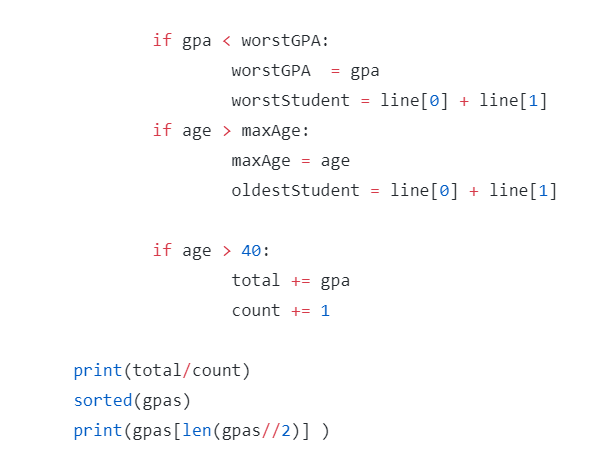 if gpa < worstGPA:
worstGPA  = gpa
worstStudent = line[0] + line[1]
if age > maxAge:
maxAge = age
oldestStudent = line[0] + line[1]
if age > 40:
total += gpa
count += 1
print(total/count)
sorted(gpas)
print(gpas[len(gpas//2)] )